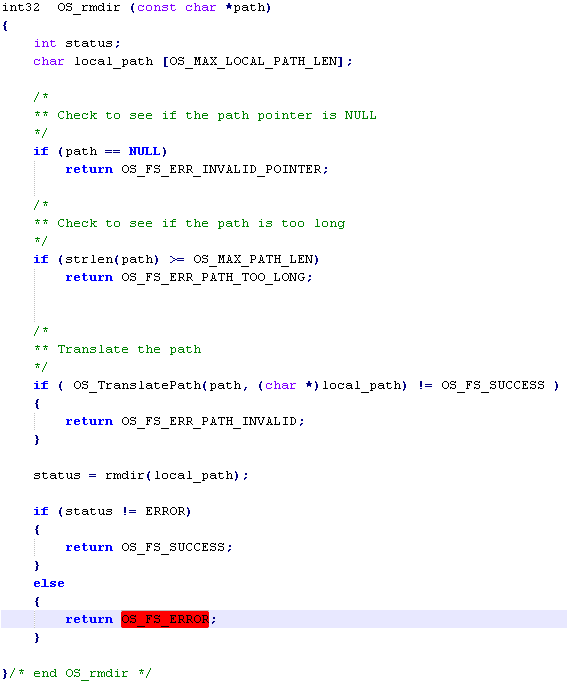 int32  OS_rmdir (const char *path)
{
    int status;
    char local_path [OS_MAX_LOCAL_PATH_LEN];
    /*
    ** Check to see if the path pointer is NULL
    */
    if (path == NULL)
        return OS_FS_ERR_INVALID_POINTER;
    /*
    ** Check to see if the path is too long
    */
    if (strlen(path) >= OS_MAX_PATH_LEN)
        return OS_FS_ERR_PATH_TOO_LONG;
    /*
    ** Translate the path
    */
    if ( OS_TranslatePath(path, (char *)local_path) != OS_FS_SUCCESS )
    {
        return OS_FS_ERR_PATH_INVALID;
    }
    status = rmdir(local_path);
    if (status != ERROR)
    {
        return OS_FS_SUCCESS;
    }
    else
    {
        return OS_FS_ERROR;
    }
}/* end OS_rmdir */